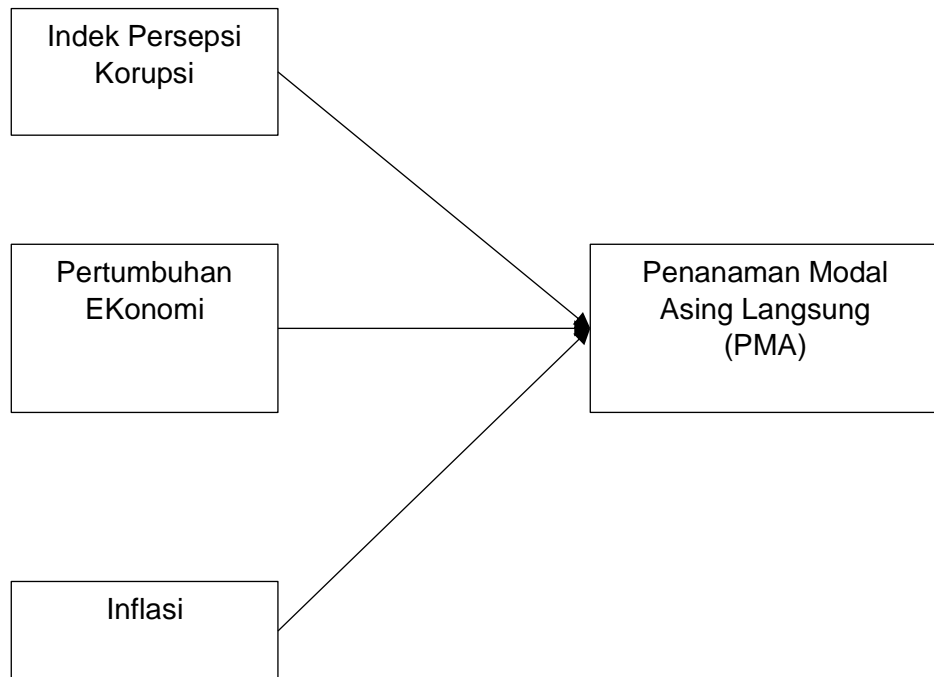 Indek Persepsi
Korupsi
Pertumbuhan
EKonomi
Penanaman Modal
Asing Langsung
(PMA)
Inflasi